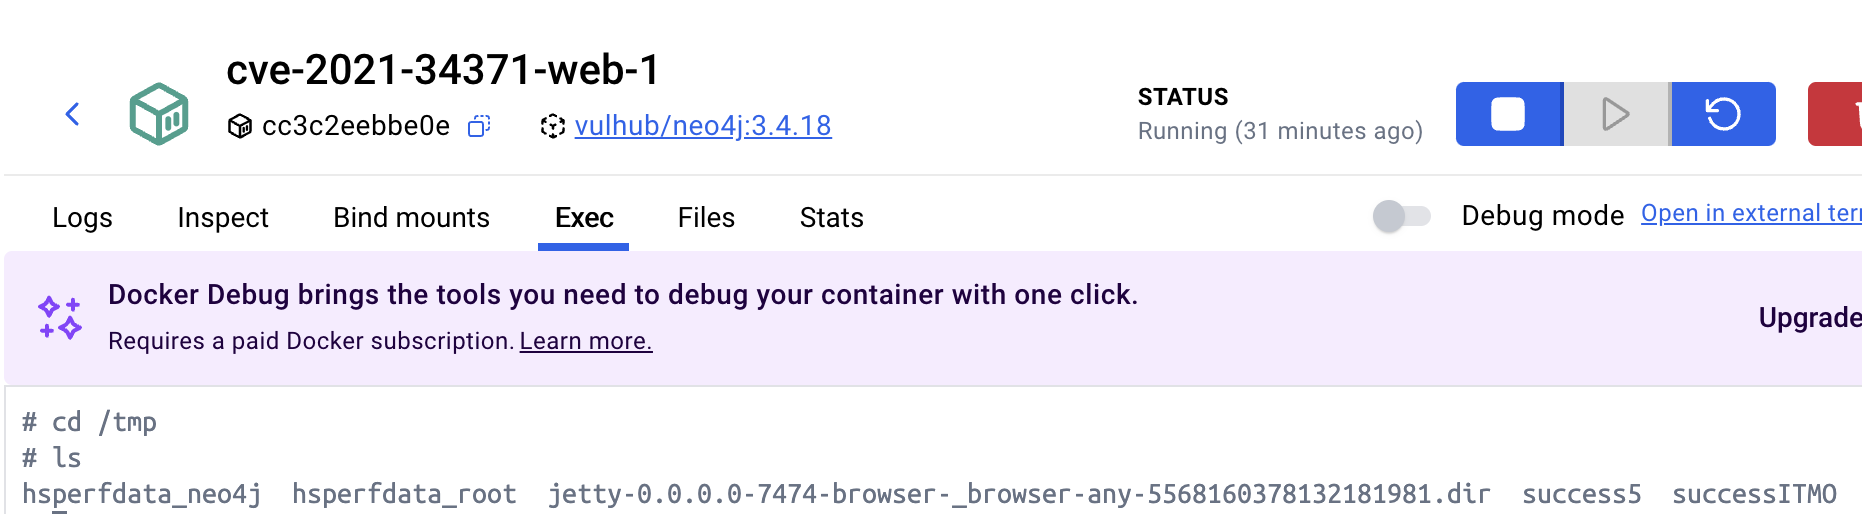 cve-2021-34371-web-1
cc3c2eebbe0e vulhub/neo4j:3.4.18
STATUS
Running (31 minutes ago)
Logs Inspect Bind mounts Exec Files Stats Debug mode Open in external
Docker Debug brings the tools you need to debug your container with one click.
Requires a paid Docker subscription. Learn more.
Upgrade
# cd /tmp
# ls
hsperfdata_neo4j hsperfdata_root jetty-0.0.0.0-7474-browser-_browser-any-5568160378132181981.dir success5 successITMO